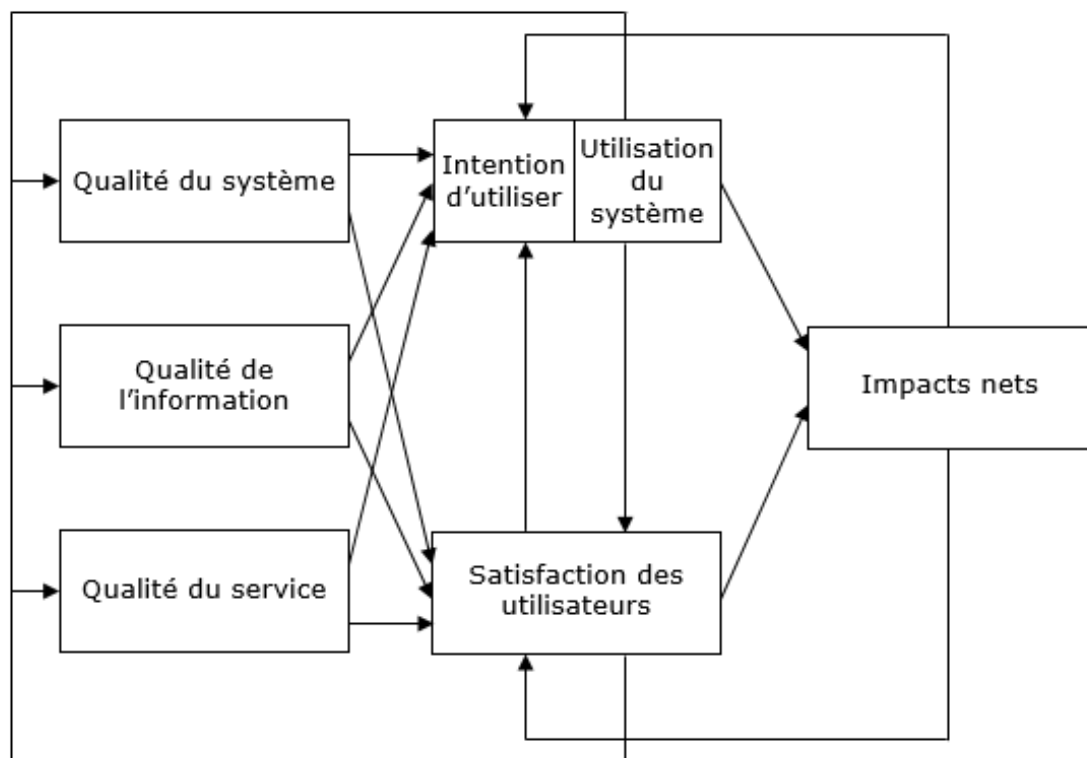 Qualité du système
Intention
d'utiliser
Utilisation
du
système
Qualité de
l'information
Impacts nets
Qualité du service
Satisfaction des
utilisateurs